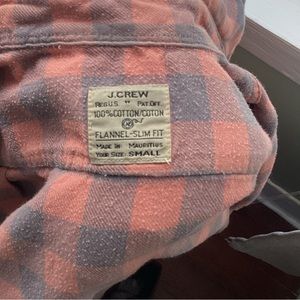 J.CREW
REG U.S. PAT. OFF.
100% COTTON/COTON
FLANNEL-SLIM FIT
MADE IN MAURITIUS
YOUR SIZE SMALL